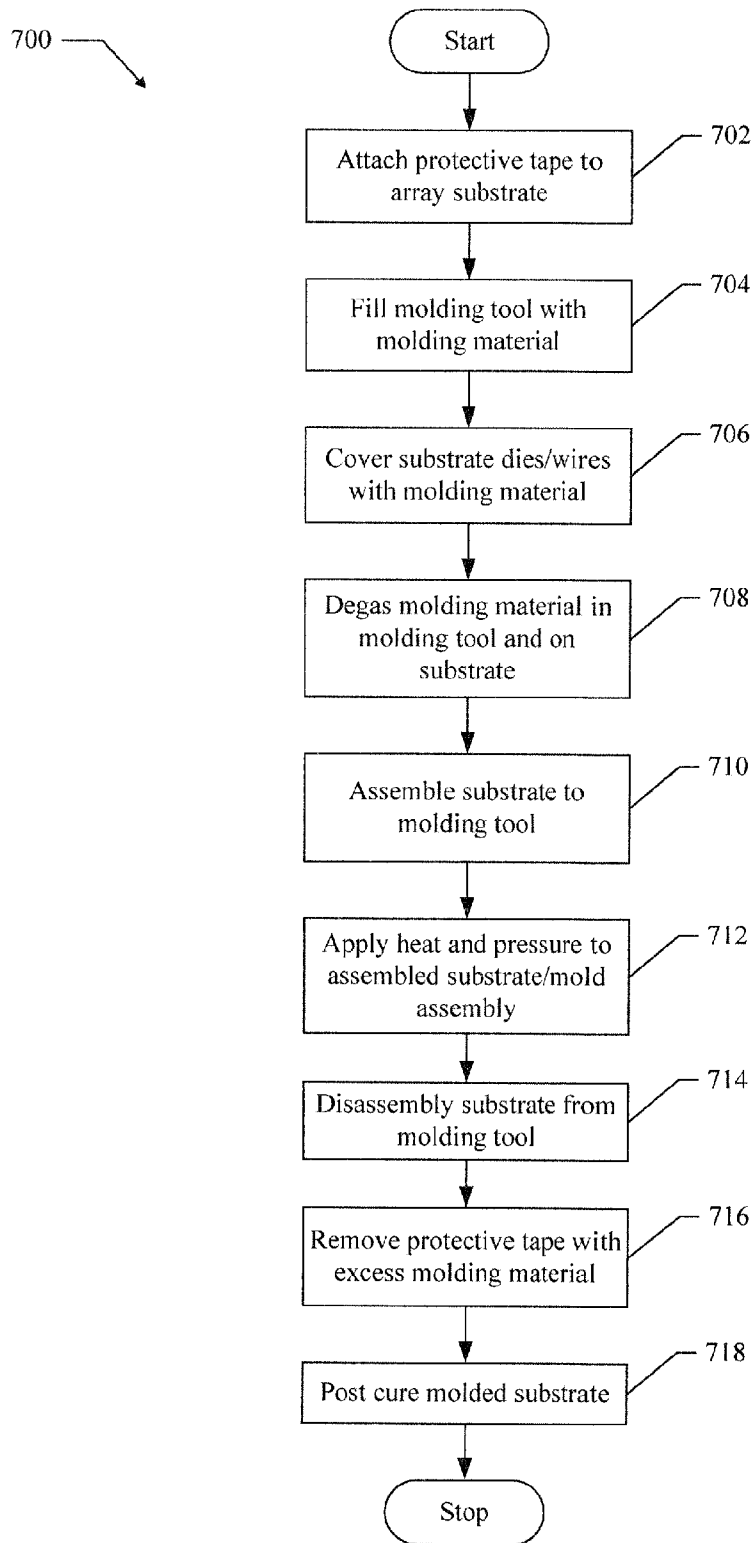 700
Start
702
Attach protective tape to
array substrate
704
Fill molding tool with
molding material
706
Cover substrate dies/wires
with molding material
708
Degas molding material in
molding tool and on
substrate
710
Assemble substrate to
molding tool
712
Apply heat and pressure to
assembled substrate/mold
assembly
714
Disassembly substrate from
molding tool
716
Remove protective tape with
excess molding material
718
Post cure molded substrate
Stop